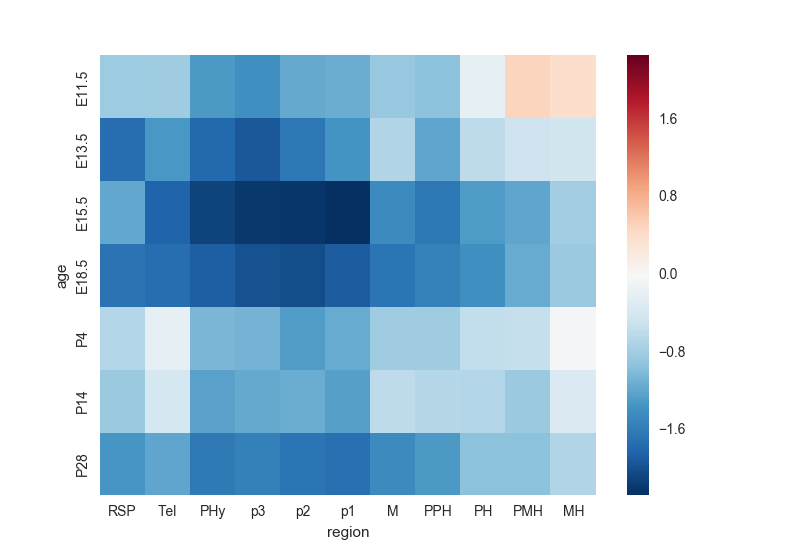 E11.5
E13.5
E15.5
E18.5
P4
P14
P28
age
RSP Tel PHy p3 p2 p1 M PPH PH PMH MH
region
1.6
0.8
0.0
−0.8
−1.6